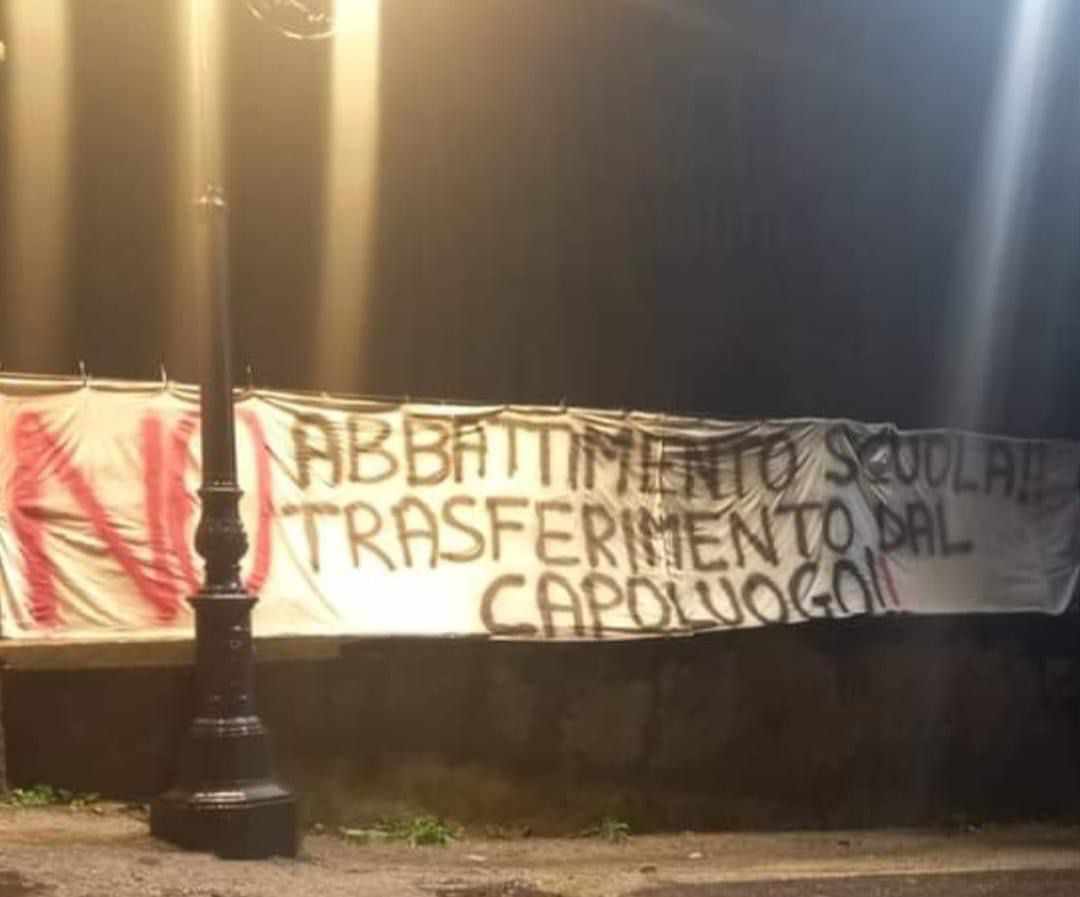 NO ABBATTIMENTO SCUOLA!!
TRASFERIMENTO DAL
CAPOLUOGO!!